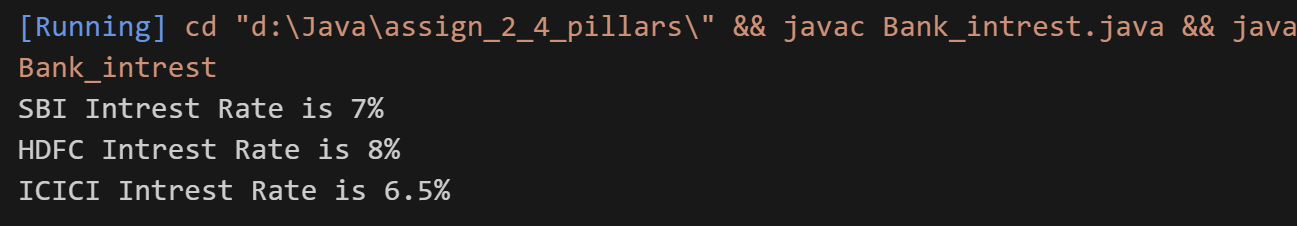 [Running] cd "d:\Java\assign_2_4_pillars\" && javac Bank_intrest.java && java
Bank_intrest
SBI Intrest Rate is 7%
HDFC Intrest Rate is 8%
ICICI Intrest Rate is 6.5%